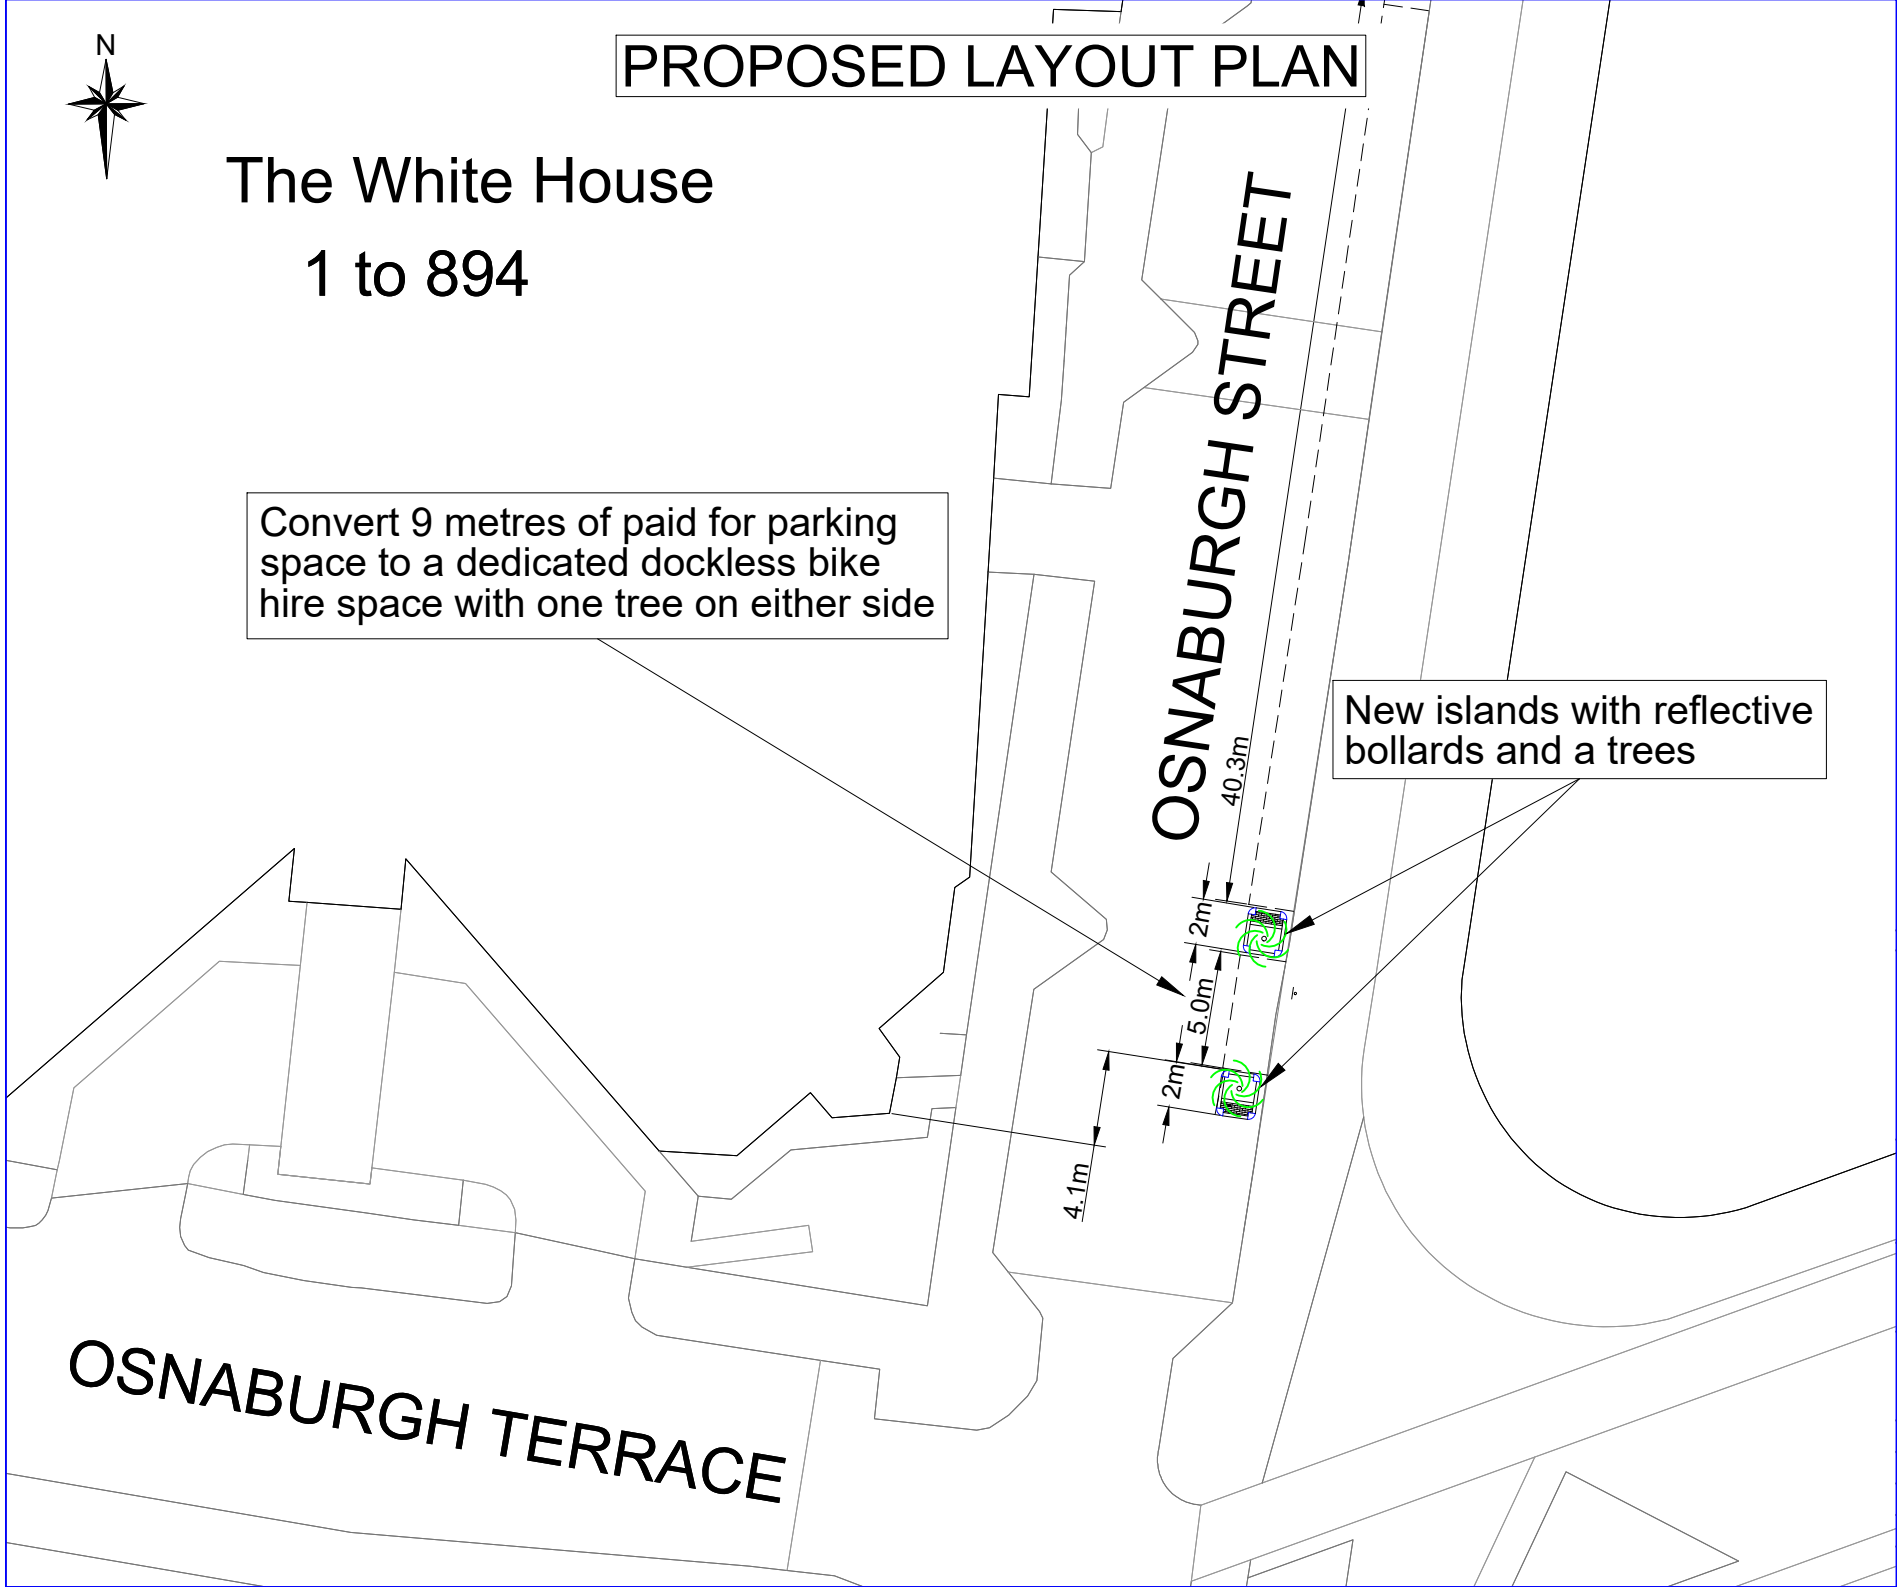 N
PROPOSED LAYOUT PLAN
The White House
1 to 894
OSNABURGH STREET
Convert 9 metres of paid for parking
space to a dedicated dockless bike
hire space with one tree on either side
New islands with reflective
bollards and a trees
40.3m
2m
5.0m
2m
4.1m
OSNABURGH TERRACE